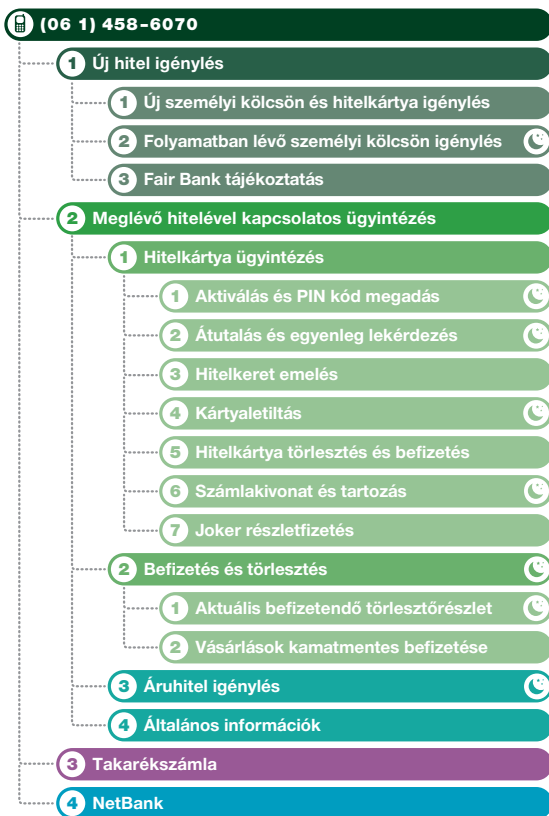 (06 1) 458-6070
1 Új hitel igénylés
1 Új személyi kölcsön és hitelkártya igénylés
2 Folyamatban lévő személyi kölcsön igénylés
3 Fair Bank tájékoztatás
2 Meglévő hitelével kapcsolatos ügyintézés
1 Hitelkártya ügyintézés
1 Aktiválás és PIN kód megadás
2 Átutalás és egyenleg lekérdezés
3 Hitelkeret emelés
4 Kártyaletiltás
5 Hitelkártya törlesztés és befizetés
6 Számlakivonat és tartozás
7 Joker részletfizetés
2 Befizetés és törlesztés
1 Aktuális befizetendő törlesztőrészlet
2 Vásárlások kamatmentes befizetése
3 Áruhitel igénylés
4 Általános információk
3 Takarékszámla
4 NetBank